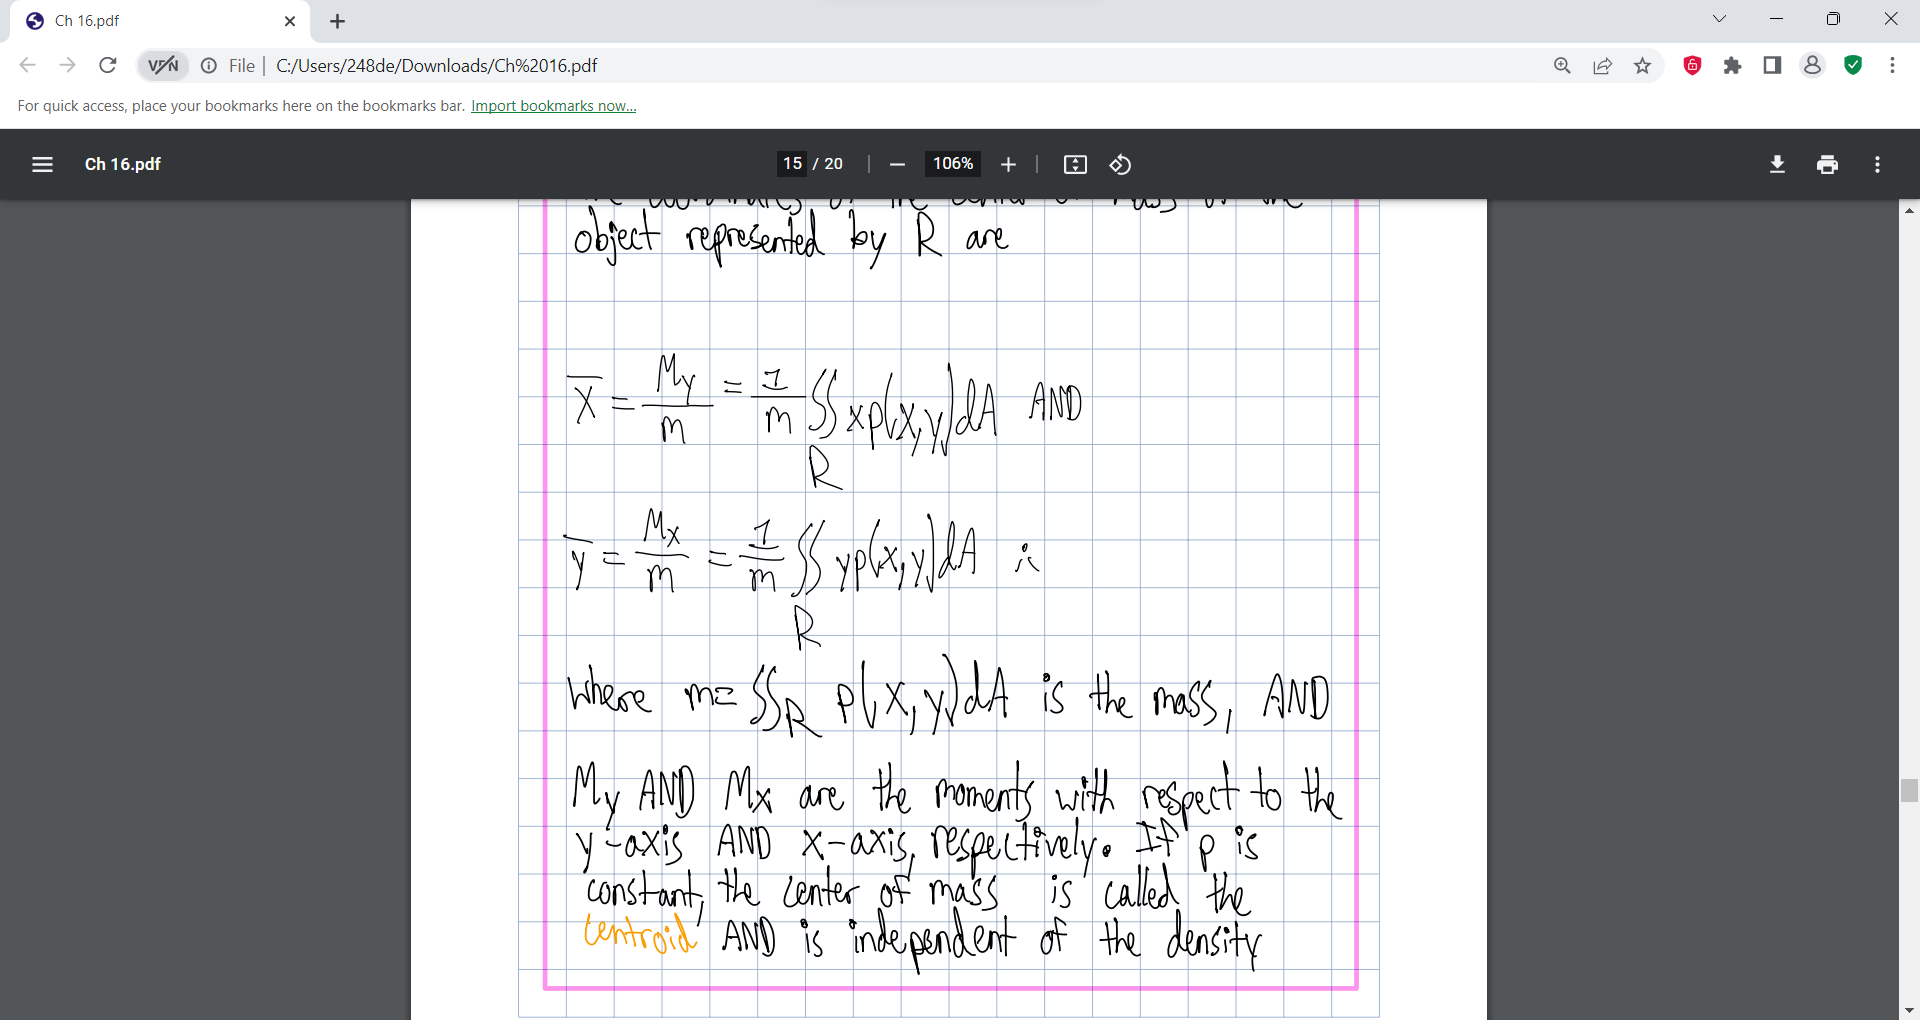 Ch 16.pdf
VPN File C:/Users/248de/Downloads/Ch%2016.pdf
For quick access, place your bookmarks here on the bookmarks bar. Import bookmarks now...
Ch 16.pdf 15 / 20 106%
object represented by R are
x̄ = My/m = 1/m ∬R xρ(x,y)dA AND
ȳ = Mx/m = 1/m ∬R yρ(x,y)dA
where m= ∬R ρ(x,y)dA is the mass, AND
My AND Mx are the moments with respect to the
y-axis AND x-axis, respectively. If ρ is
constant, the center of mass is called the
centroid AND is independent of the density